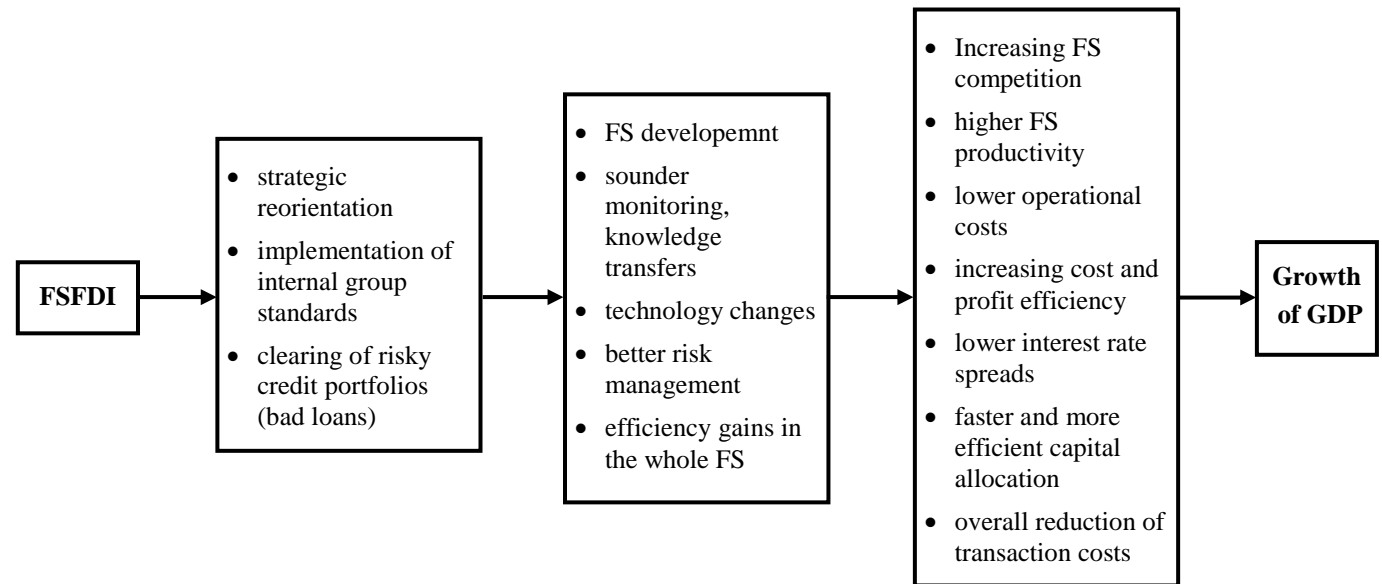 FSFDI
• strategic
reorientation
• implementation of
internal group
standards
• clearing of risky
credit portfolios
(bad loans)
• FS developemnt
• sounder
monitoring,
knowledge
transfers
• technology changes
• better risk
management
• efficiency gains in
the whole FS
• Increasing FS
competition
• higher FS
productivity
• lower operational
costs
• increasing cost and
profit efficiency
• lower interest rate
spreads
• faster and more
efficient capital
allocation
• overall reduction of
transaction costs
Growth
of GDP